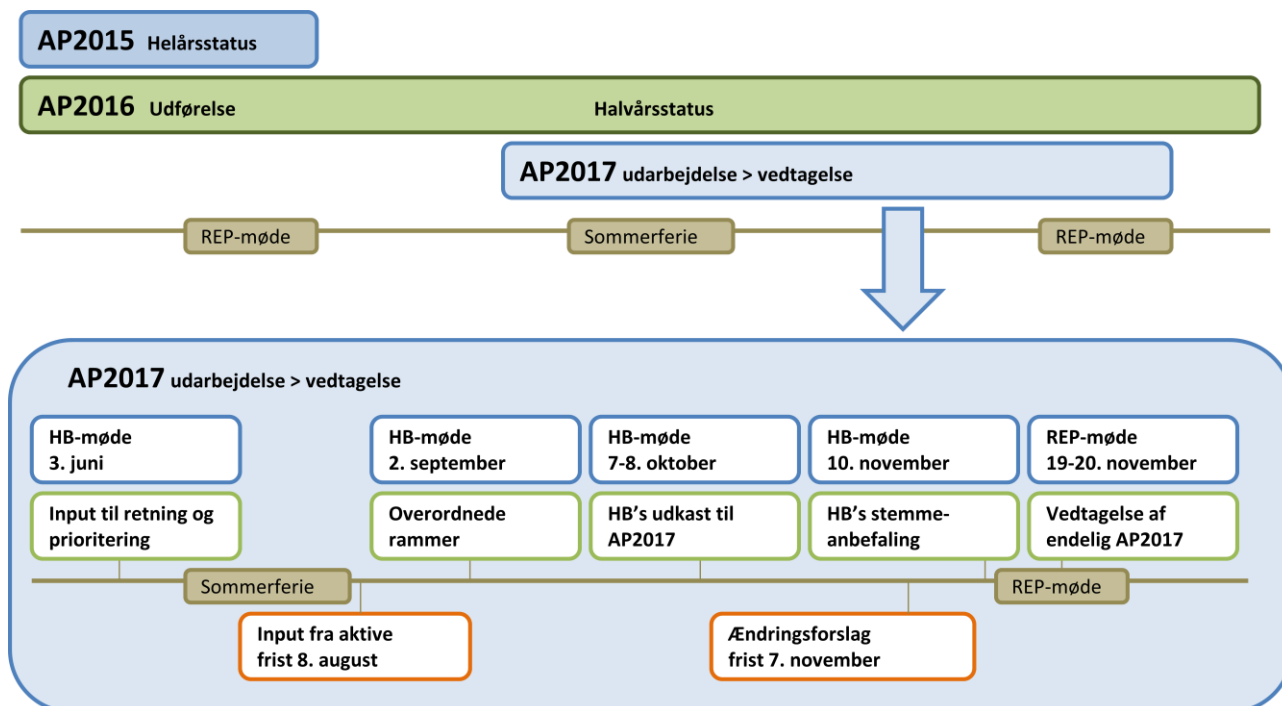 AP2015 Helårsstatus
AP2016 Udførelse Halvårsstatus
AP2017 udarbejdelse > vedtagelse
REP-møde Sommerferie REP-møde
AP2017 udarbejdelse > vedtagelse
HB-møde
3. juni
HB-møde
2. september
HB-møde
7-8. oktober
HB-møde
10. november
REP-møde
19-20. november
Input til retning og
prioritering
Overordnede
rammer
HB's udkast til
AP2017
HB's stemme-
anbefaling
Vedtagelse af
endelig AP2017
Sommerferie REP-møde
Input fra aktive
frist 8. august
Ændringsforslag
frist 7. november